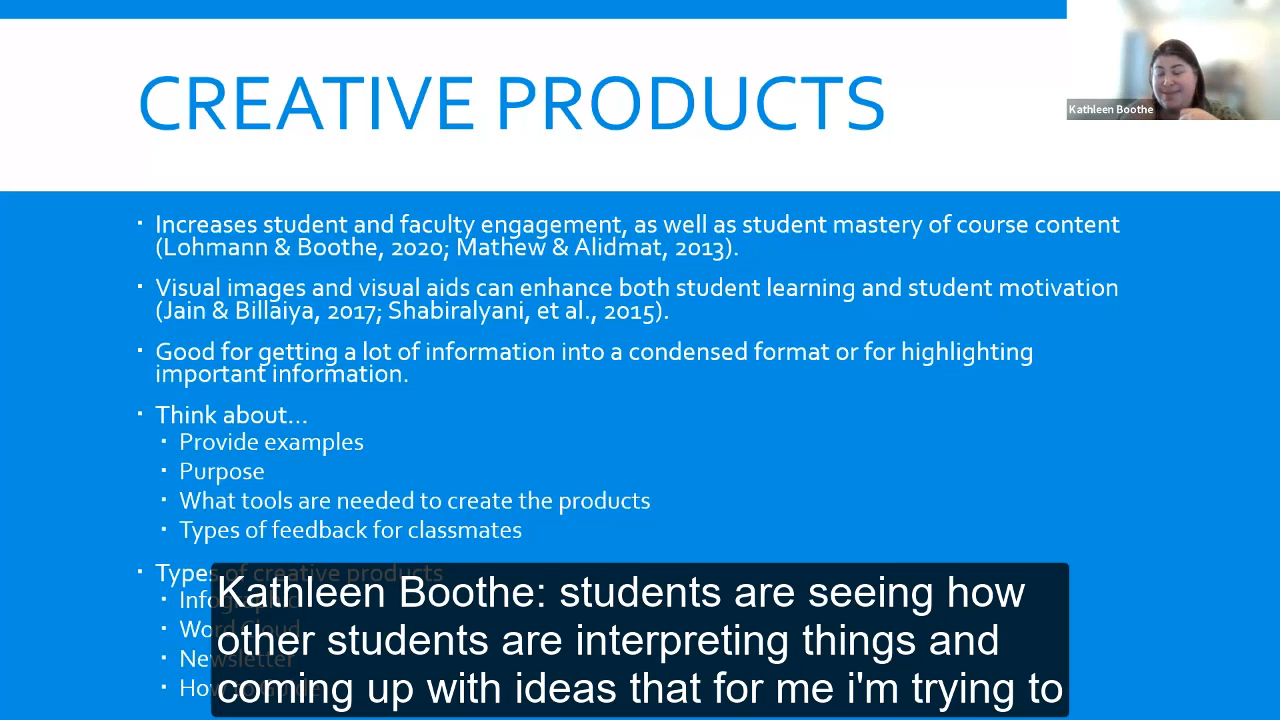 CREATIVE PRODUCTS
Kathleen Boothe
▪ Increases student and faculty engagement, as well as student mastery of course content
(Lohmann & Boothe, 2020; Mathew & Alidmat, 2013).
▪ Visual images and visual aids can enhance both student learning and student motivation
(Jain & Billaiya, 2017; Shabiralyani, et al., 2015).
▪ Good for getting a lot of information into a condensed format or for highlighting
important information.
▪ Think about...
▪ Provide examples
▪ Purpose
▪ What tools are needed to create the products
▪ Types of feedback for classmates
▪ Types of creative products
▪ Word Cloud
▪ Newsletter
Kathleen Boothe: students are seeing how
other students are interpreting things and
coming up with ideas that for me i'm trying to